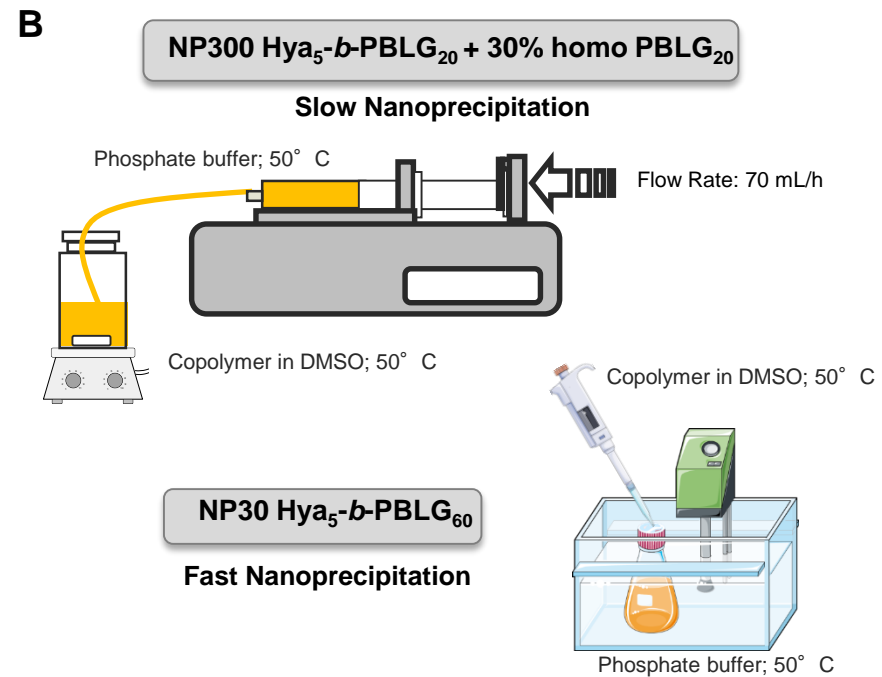 B
NP300 Hya₅-b-PBLG₂₀ + 30% homo PBLG₂₀
Slow Nanoprecipitation
Phosphate buffer; 50° C
Flow Rate: 70 mL/h
Copolymer in DMSO; 50° C
Copolymer in DMSO; 50° C
NP30 Hya₅-b-PBLG₆₀
Fast Nanoprecipitation
Phosphate buffer; 50° C